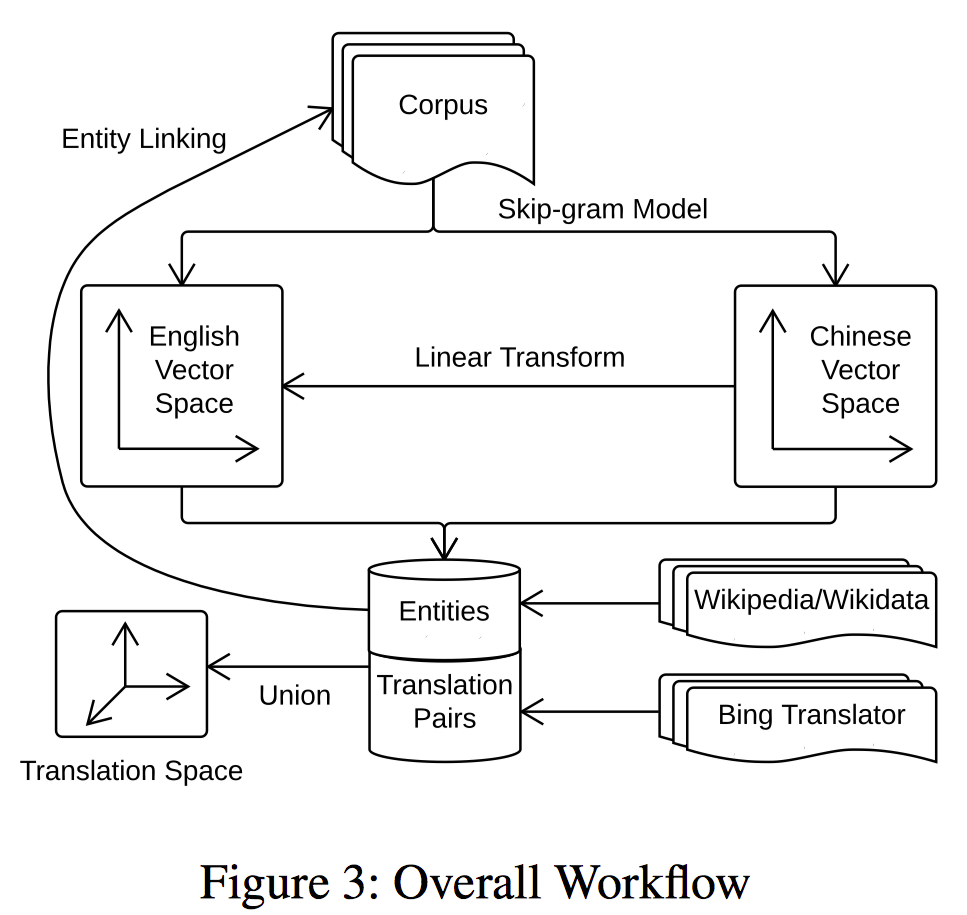 Corpus
Entity Linking
Skip-gram Model
English
Vector
Space
Linear Transform
Chinese
Vector
Space
Entities
Wikipedia/Wikidata
Translation
Pairs
Union
Bing Translator
Translation Space
Figure 3: Overall Workflow